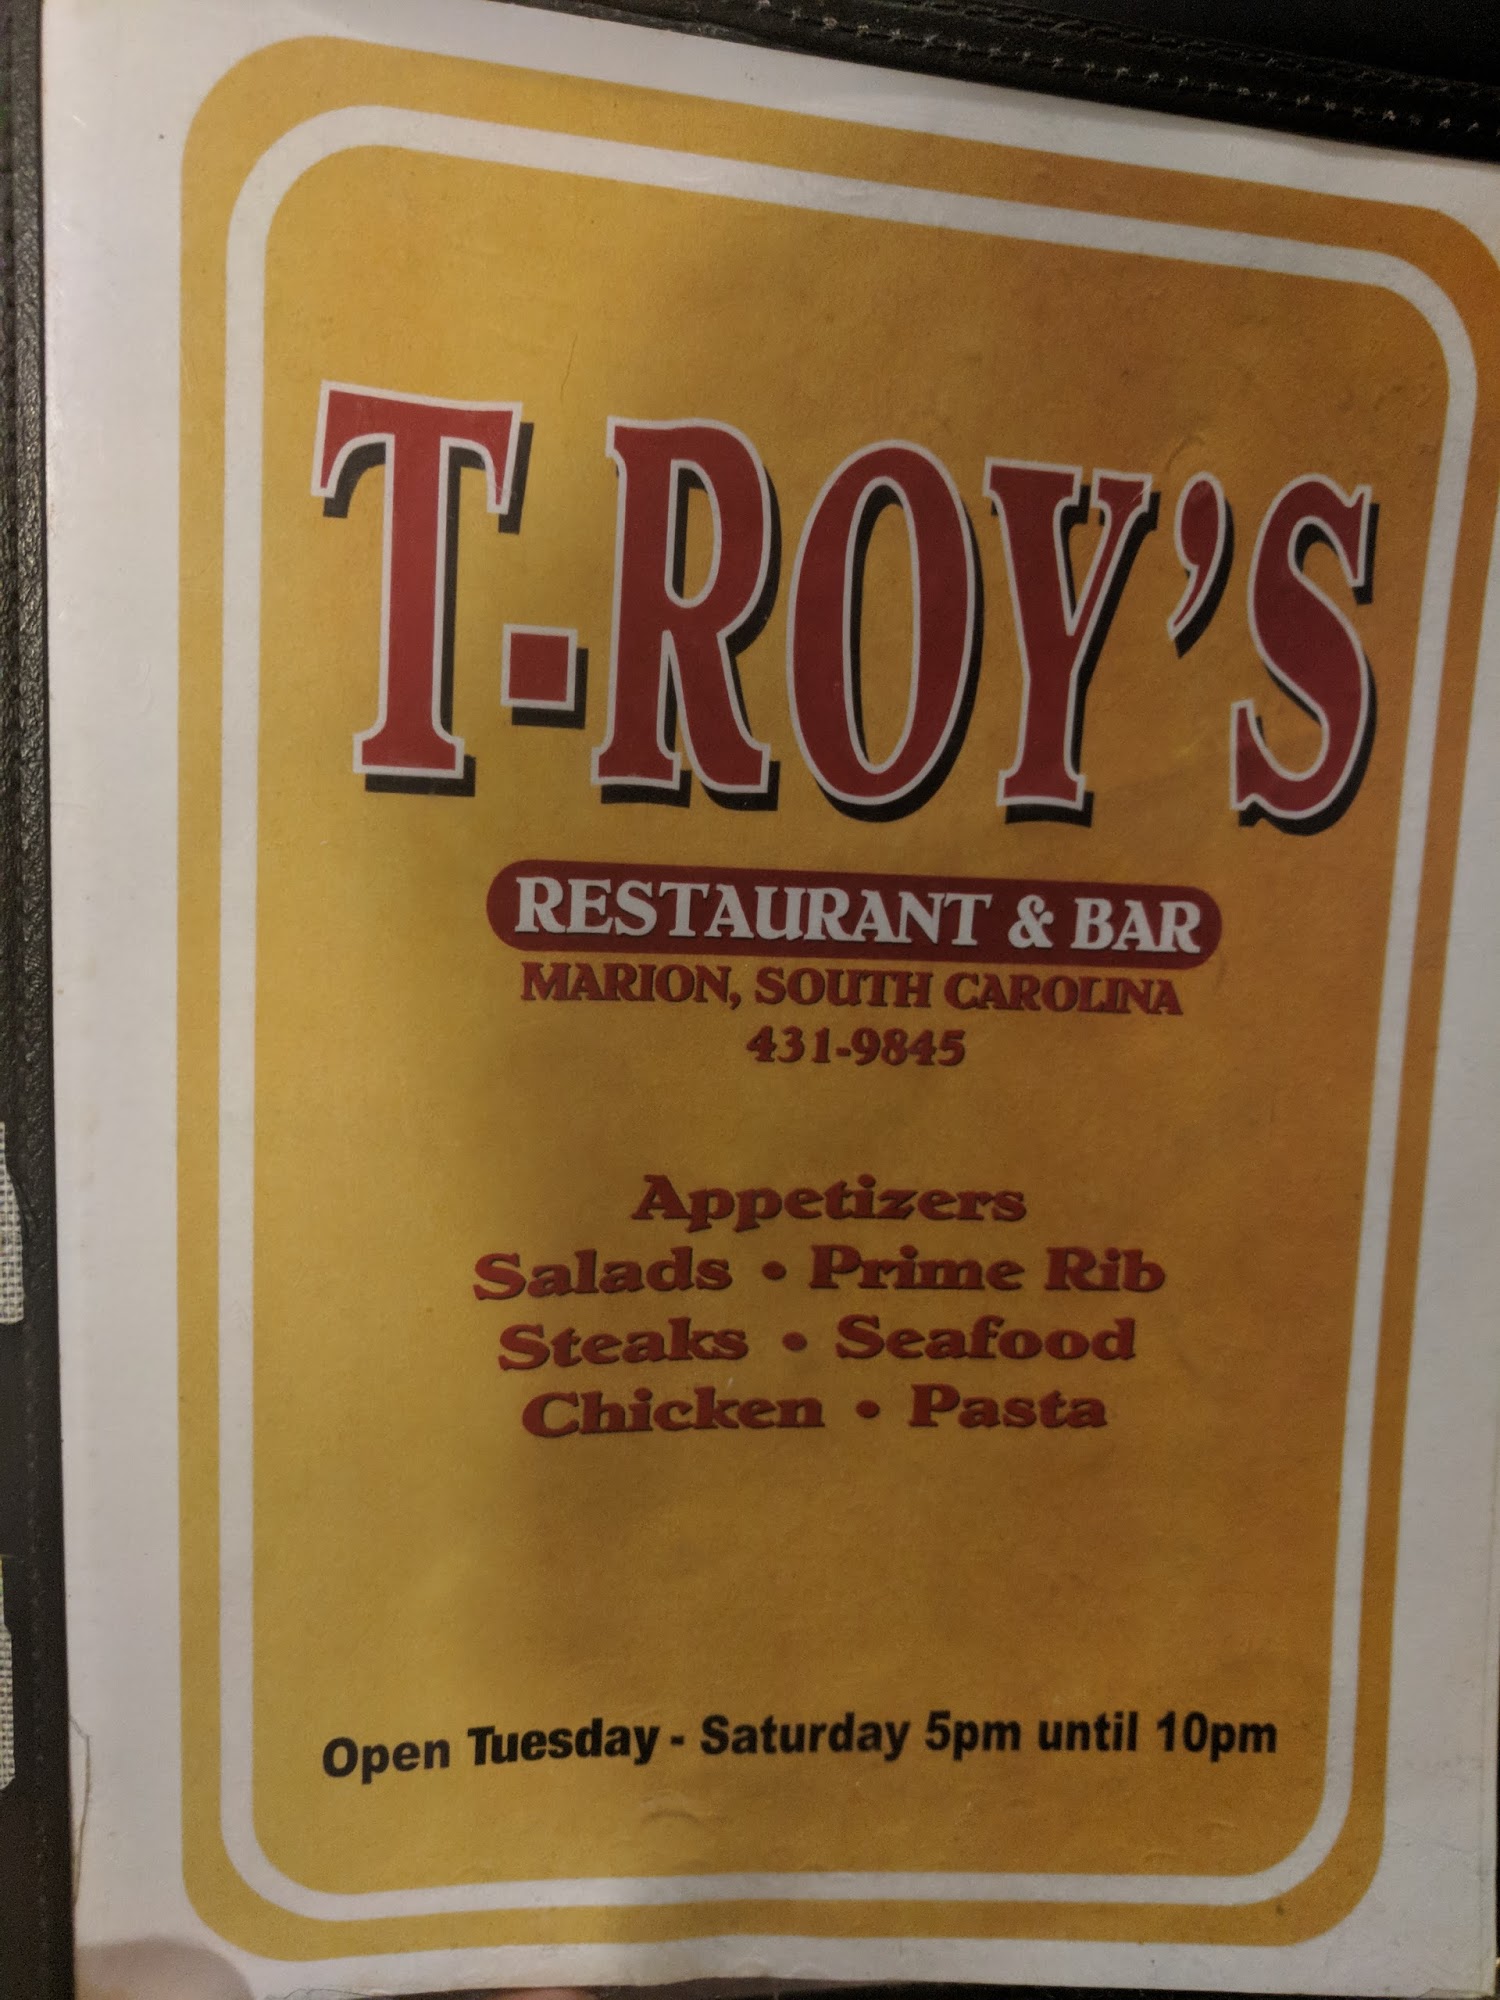 T-ROY'S
RESTAURANT & BAR
MARION, SOUTH CAROLINA
431-9845
Appetizers
Salads • Prime Rib
Steaks • Seafood
Chicken • Pasta
Open Tuesday - Saturday 5pm until 10pm